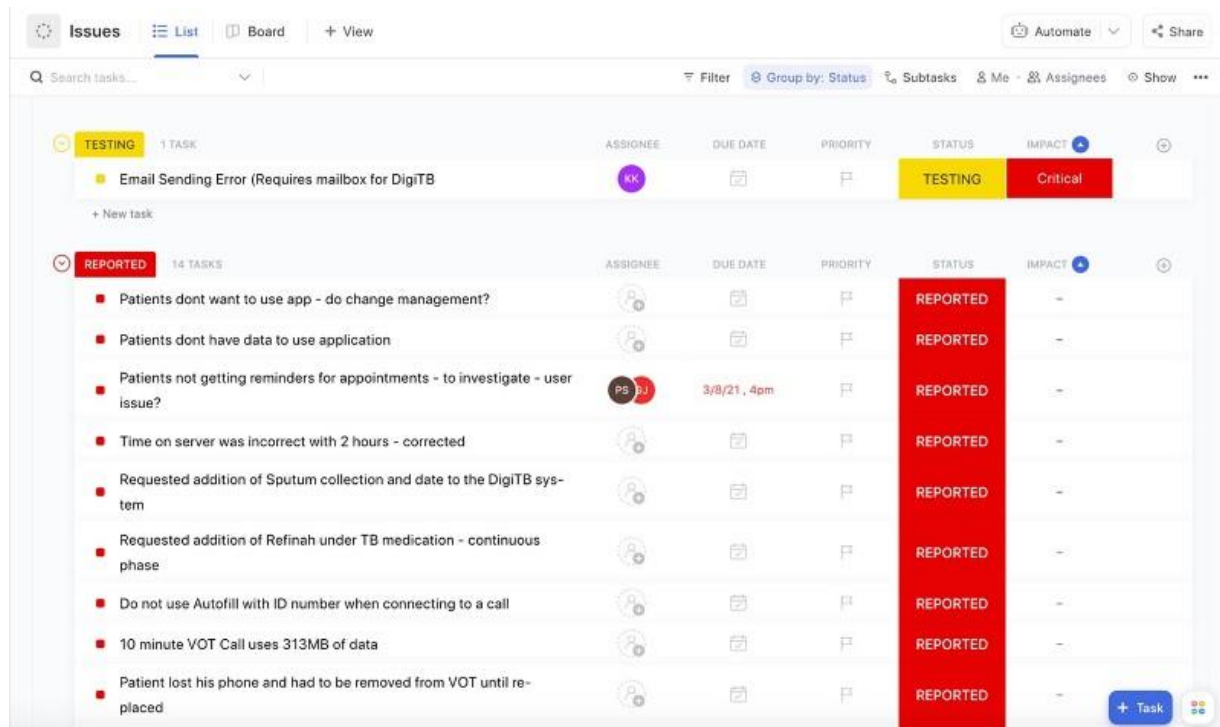 Issues List Board + View Automate Share
Search tasks... Filter Group by: Status Subtasks Me Assignees Show
TESTING 1 TASK ASSIGNEE DUE DATE PRIORITY STATUS IMPACT
Email Sending Error (Requires mailbox for DigiTB KK TESTING Critical
+ New task
REPORTED 14 TASKS ASSIGNEE DUE DATE PRIORITY STATUS IMPACT
Patients dont want to use app - do change management? REPORTED -
Patients dont have data to use application REPORTED -
Patients not getting reminders for appointments - to investigate - user
issue? PS GJ 3/8/21, 4pm REPORTED -
Time on server was incorrect with 2 hours - corrected REPORTED -
Requested addition of Sputum collection and date to the DigiTB sys-
tem REPORTED -
Requested addition of Refinah under TB medication - continuous
phase REPORTED -
Do not use Autofill with ID number when connecting to a call REPORTED -
10 minute VOT Call uses 313MB of data REPORTED -
Patient lost his phone and had to be removed from VOT until re-
placed REPORTED -
+ Task